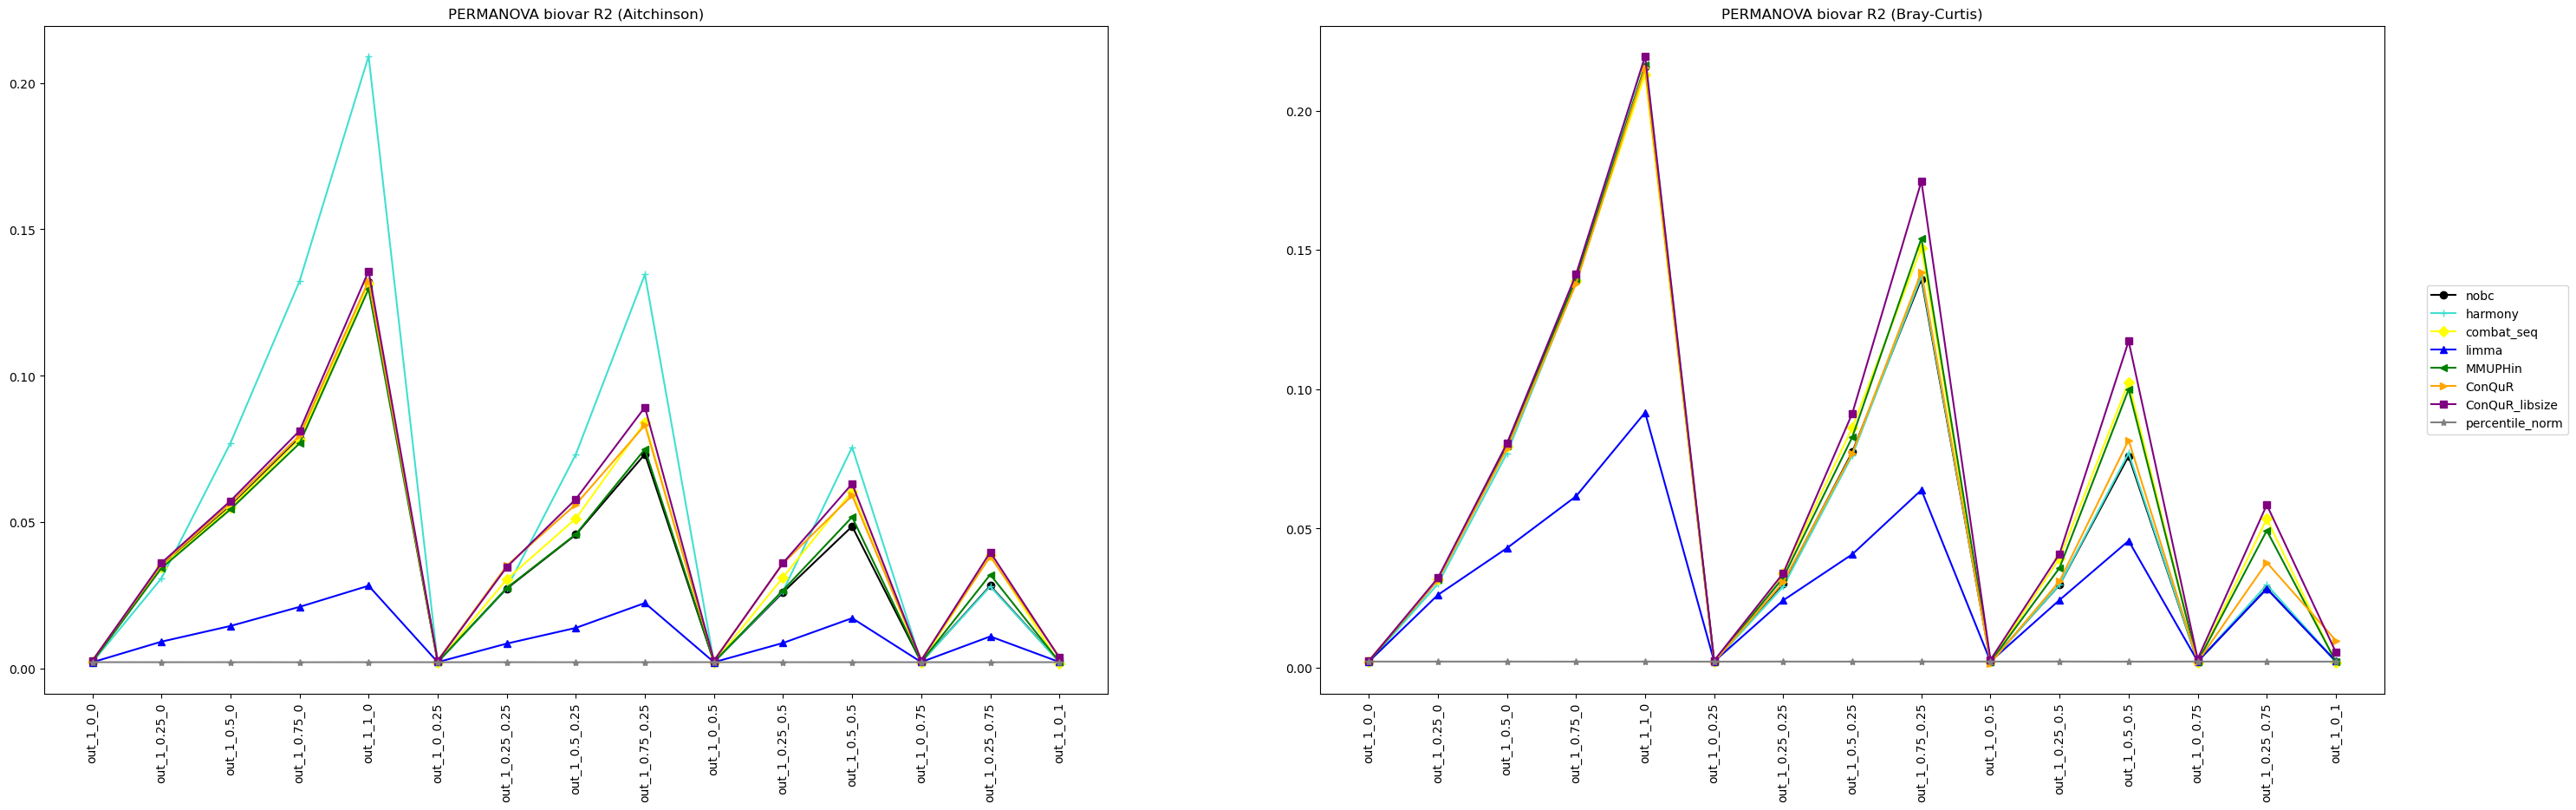 PERMANOVA biovar R2 (Aitchinson)
0.20
0.15
0.10
0.05
0.00
out_1_0_0
out_1_0.25_0
out_1_0.5_0
out_1_0.75_0
out_1_1_0
out_1_0_0.25
out_1_0.25_0.25
out_1_0.5_0.25
out_1_0.75_0.25
out_1_0_0.5
out_1_0.25_0.5
out_1_0.5_0.5
out_1_0_0.75
out_1_0.25_0.75
out_1_0_1
PERMANOVA biovar R2 (Bray-Curtis)
0.20
0.15
0.10
0.05
0.00
out_1_0_0
out_1_0.25_0
out_1_0.5_0
out_1_0.75_0
out_1_1_0
out_1_0_0.25
out_1_0.25_0.25
out_1_0.5_0.25
out_1_0.75_0.25
out_1_0_0.5
out_1_0.25_0.5
out_1_0.5_0.5
out_1_0_0.75
out_1_0.25_0.75
out_1_0_1
nobc
harmony
combat_seq
limma
MMUPHin
ConQuR
ConQuR_libsize
percentile_norm